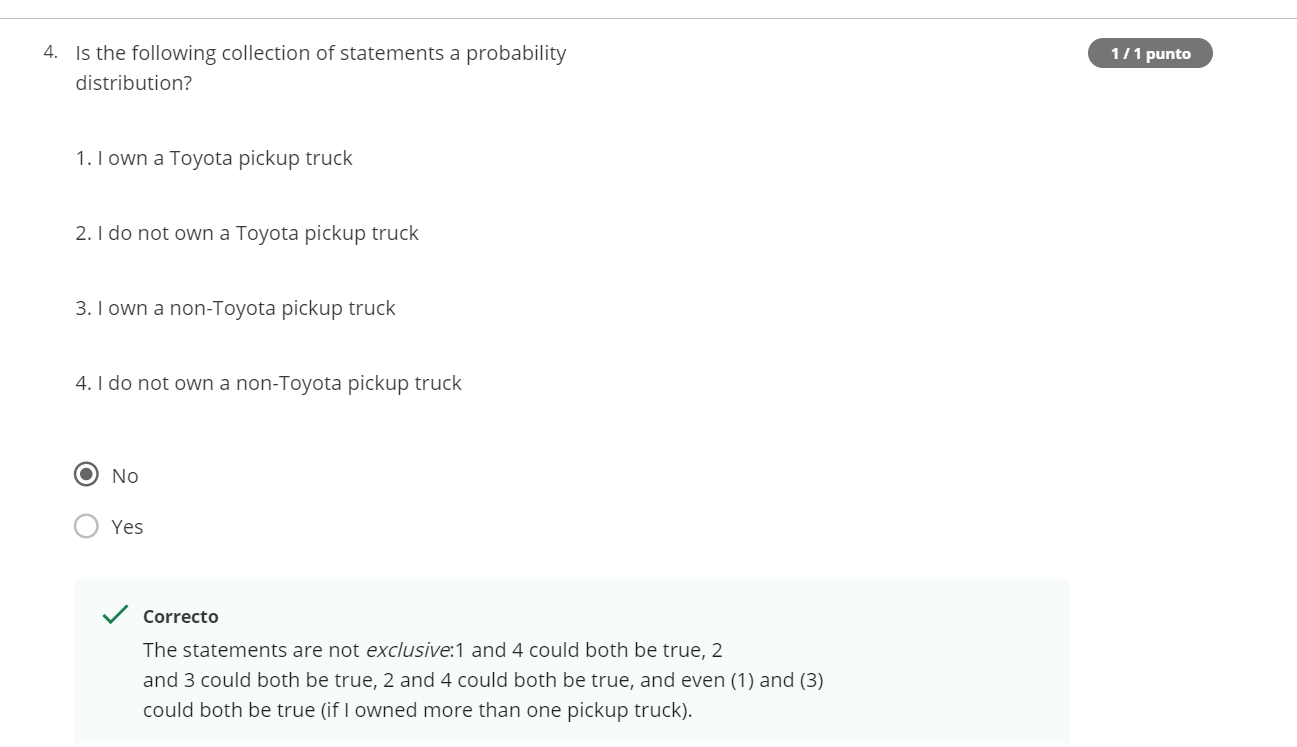 4. Is the following collection of statements a probability
distribution?
1 / 1 punto
1. I own a Toyota pickup truck
2. I do not own a Toyota pickup truck
3. I own a non-Toyota pickup truck
4. I do not own a non-Toyota pickup truck
No
Yes
Correcto
The statements are not exclusive:1 and 4 could both be true, 2
and 3 could both be true, 2 and 4 could both be true, and even (1) and (3)
could both be true (if I owned more than one pickup truck).